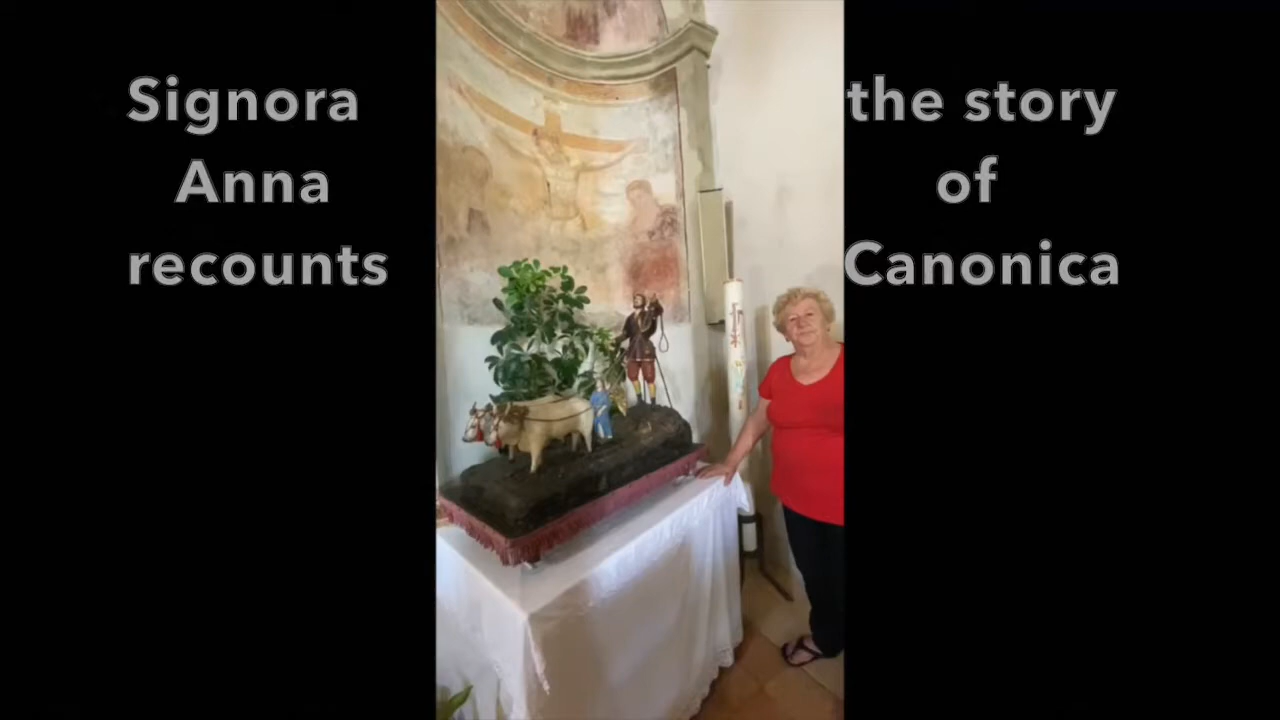 Signora
Anna
recounts
the story
of
Canonica